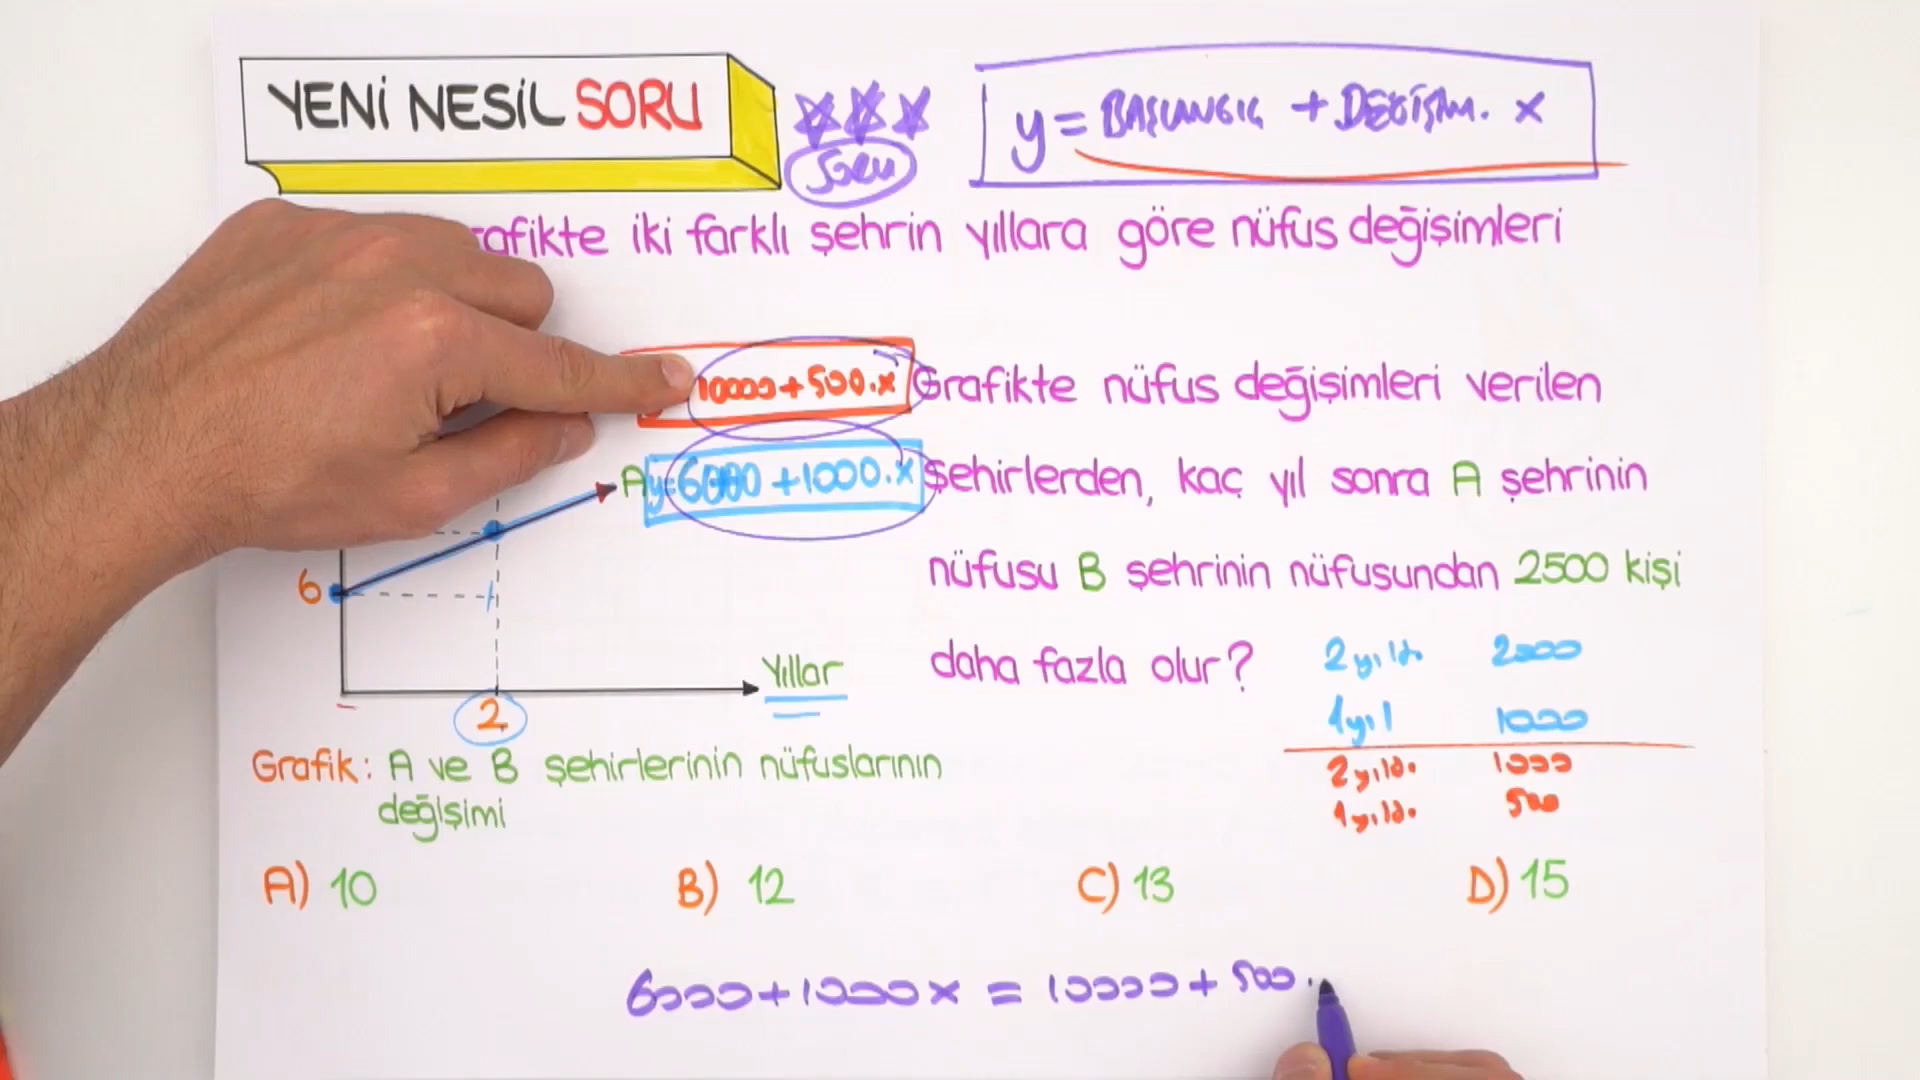 YENİ NESİL SORU
Soru
y = BAŞLANGIÇ + DEĞİŞİM. x
rafikte iki farklı şehrin yıllara göre nüfus değişimleri
10000+500.x
Grafikte nüfus değişimleri verilen
A
y=6000+1000.x
şehirlerden, kaç yıl sonra A şehrinin
6
nüfusu B şehrinin nüfusundan 2500 kişi
daha fazla olur?
2 yılda 2000
1 yıl 1000
2 yılda 1000
1 yılda 500
Yıllar
2
Grafik: A ve B şehirlerinin nüfuslarının
değişimi
A) 10
B) 12
C) 13
D) 15
6000+1000x = 10000+500.